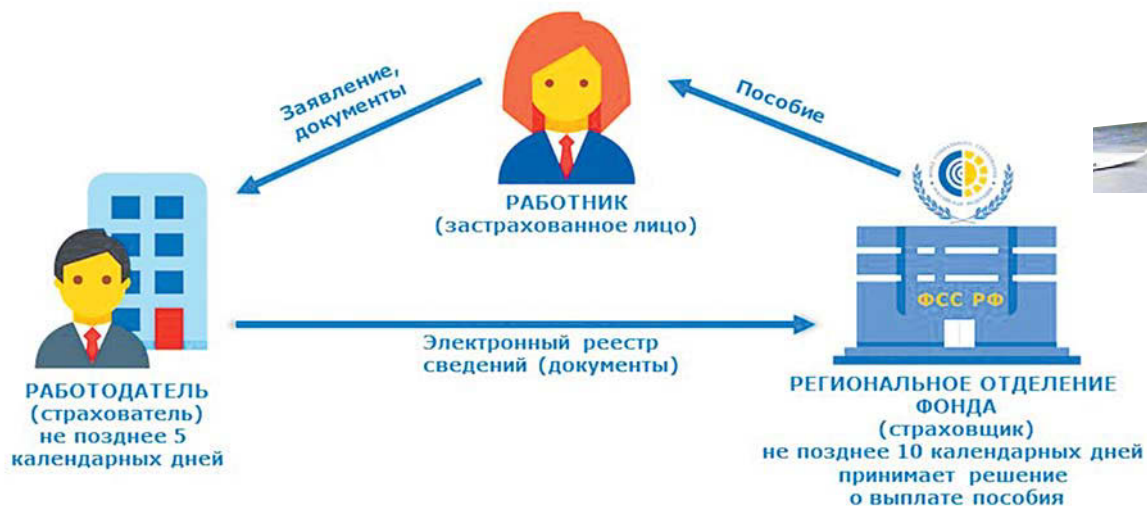 Заявление,
документы
Пособие
РАБОТНИК
(застрахованное лицо)
ФСС РФ
Электронный реестр
сведений (документы)
РАБОТОДАТЕЛЬ
(страхователь)
не позднее 5
календарных дней
РЕГИОНАЛЬНОЕ ОТДЕЛЕНИЕ
ФОНДА
(страховщик)
не позднее 10 календарных дней
принимает решение
о выплате пособия